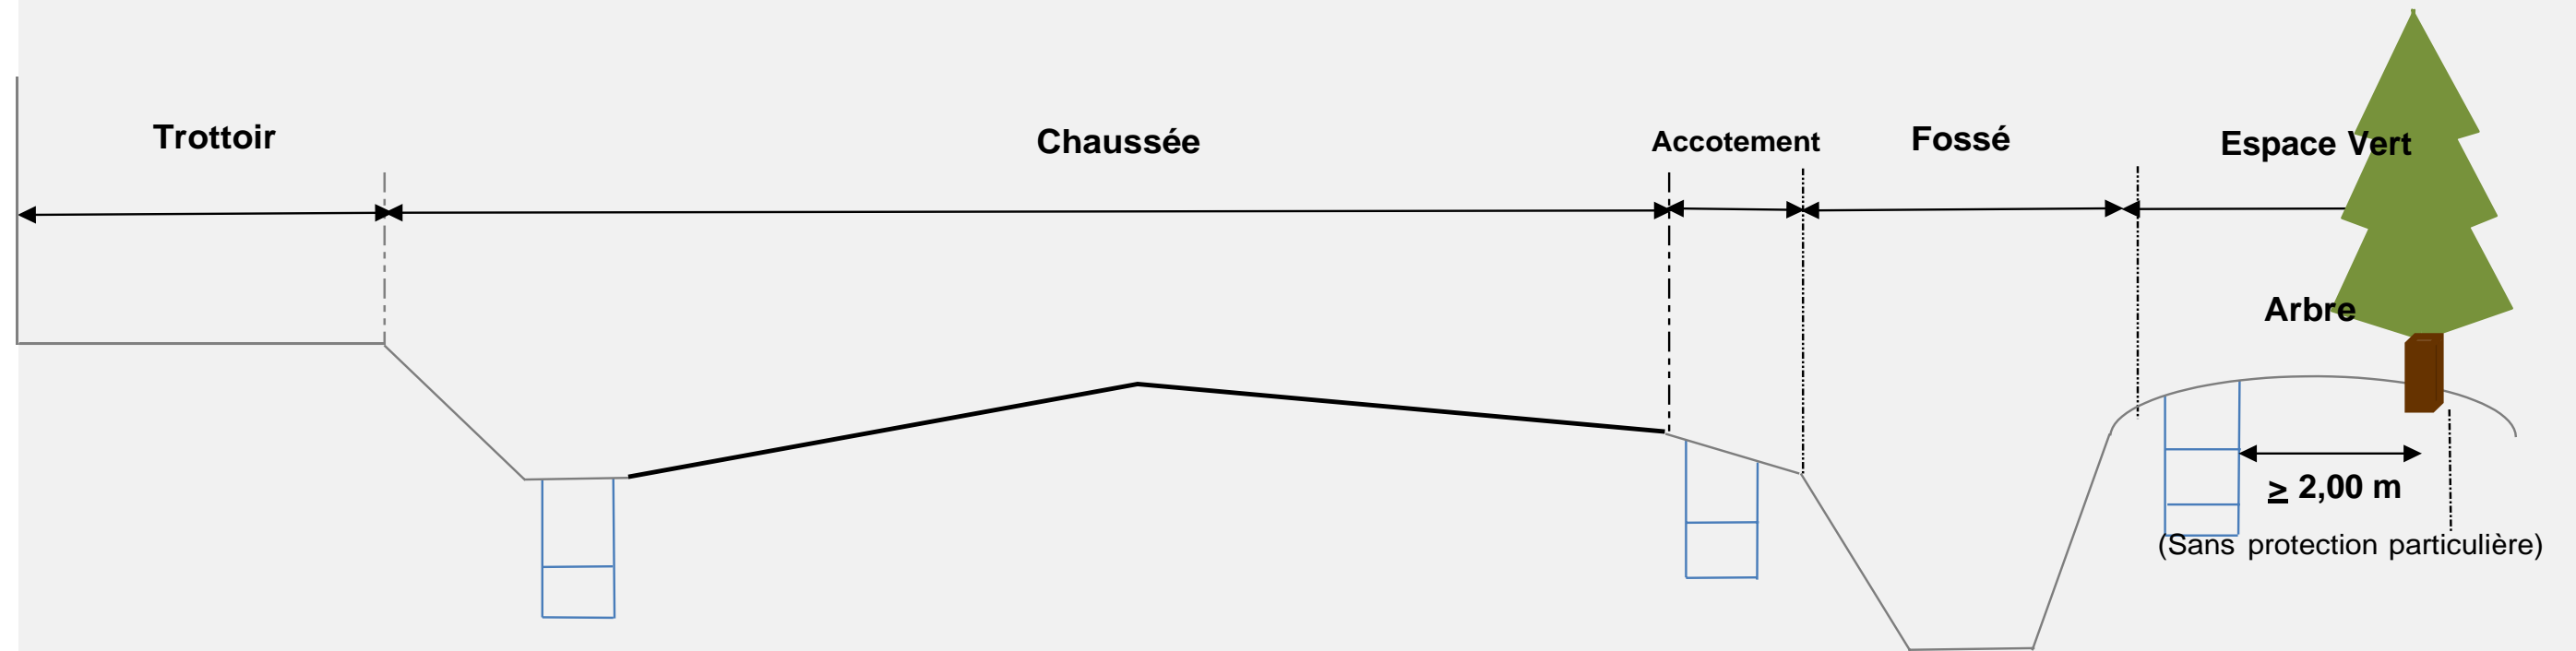 Trottoir
Chaussée
Accotement
Fossé
Espace Vert
Arbre
≥ 2,00 m
(Sans protection particulière)